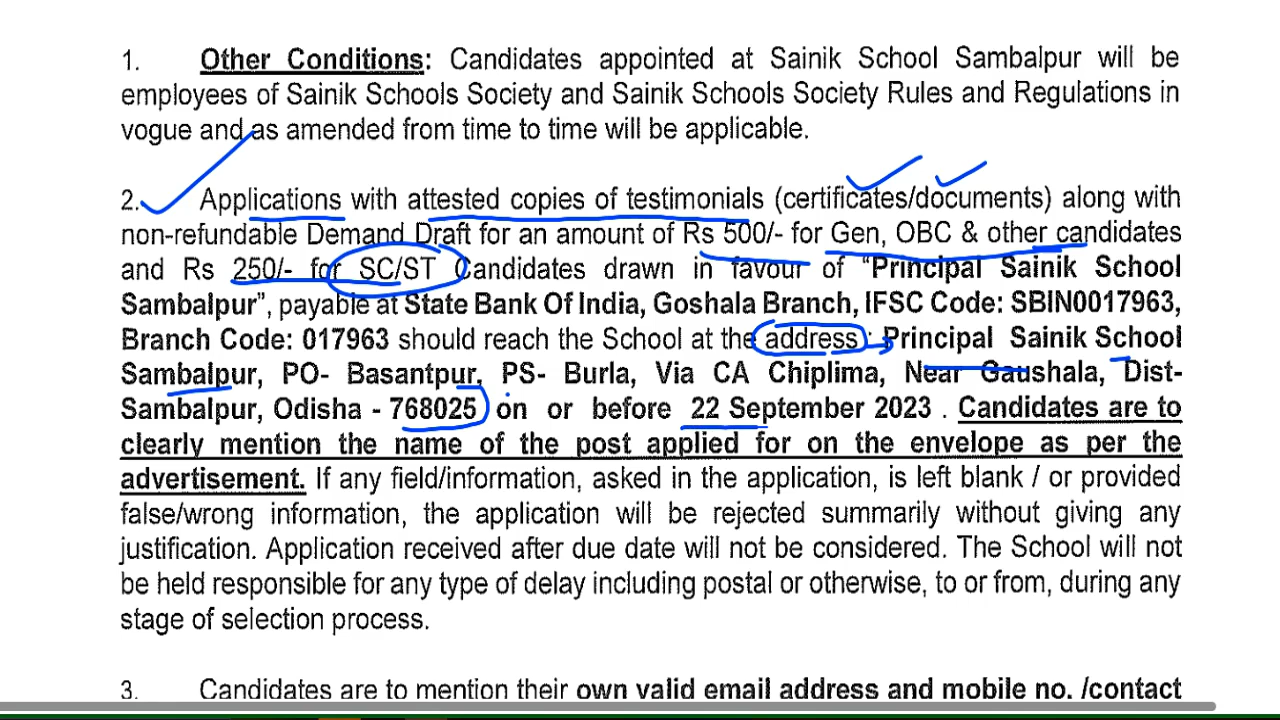 1. Other Conditions: Candidates appointed at Sainik School Sambalpur will be
employees of Sainik Schools Society and Sainik Schools Society Rules and Regulations in
vogue and as amended from time to time will be applicable.
2. Applications with attested copies of testimonials (certificates/documents) along with
non-refundable Demand Draft for an amount of Rs 500/- for Gen, OBC & other candidates
and Rs 250/- for SC/ST Candidates drawn in favour of “Principal Sainik School
Sambalpur”, payable at State Bank Of India, Goshala Branch, IFSC Code: SBIN0017963,
Branch Code: 017963 should reach the School at the address : Principal Sainik School
Sambalpur, PO- Basantpur, PS- Burla, Via CA Chiplima, Near Gaushala, Dist-
Sambalpur, Odisha - 768025 on or before 22 September 2023 . Candidates are to
clearly mention the name of the post applied for on the envelope as per the
advertisement. If any field/information, asked in the application, is left blank / or provided
false/wrong information, the application will be rejected summarily without giving any
justification. Application received after due date will not be considered. The School will not
be held responsible for any type of delay including postal or otherwise, to or from, during any
stage of selection process.
3. Candidates are to mention their own valid email address and mobile no. /contact